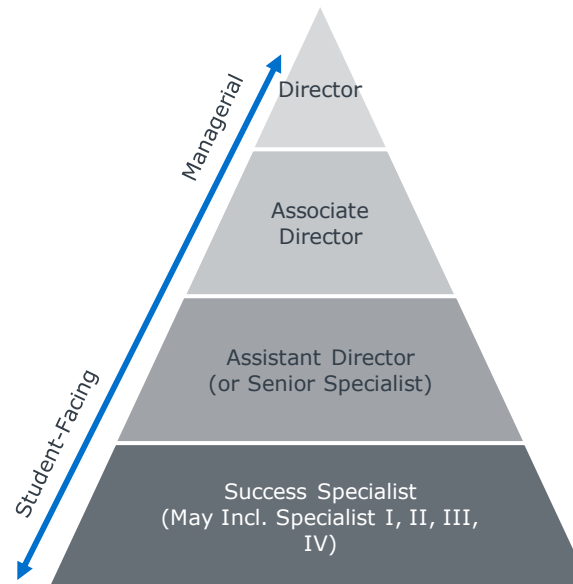 Director
Managerial
Associate
Director
Assistant Director
(or Senior Specialist)
Student-Facing
Success Specialist
(May Incl. Specialist I, II, III,
IV)